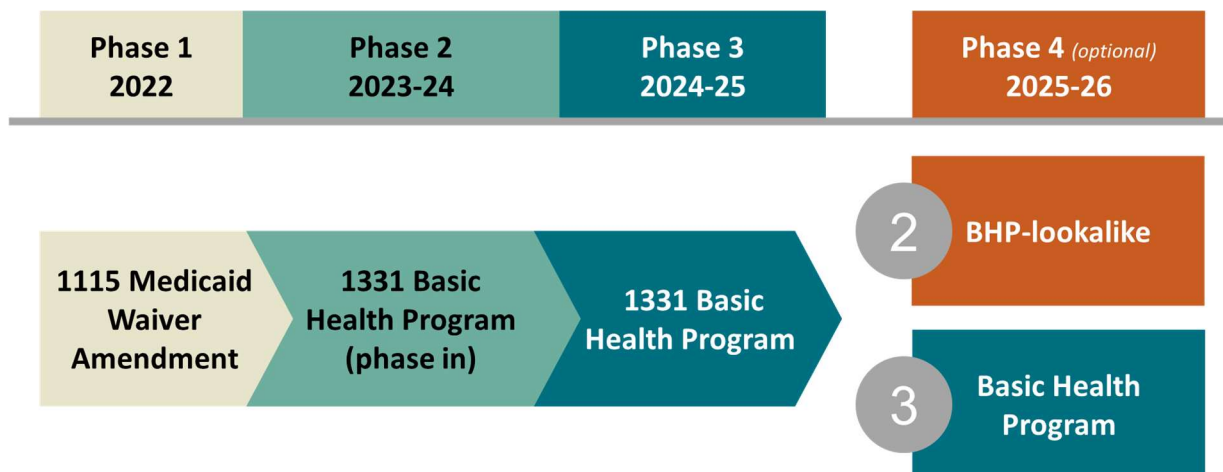 Phase 1
2022
Phase 2
2023-24
Phase 3
2024-25
Phase 4 (optional)
2025-26
1115 Medicaid
Waiver
Amendment
1331 Basic
Health Program
(phase in)
1331 Basic
Health Program
2
BHP-lookalike
3
Basic Health
Program